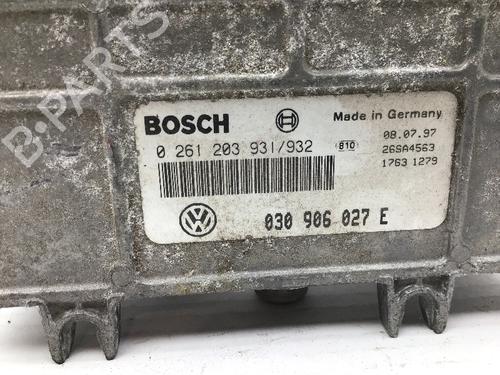 B-PARTS
BOSCH
Made in Germany
0 261 203 931/932
810
08.07.97
26SA4563
1763 1279
030 906 027 E